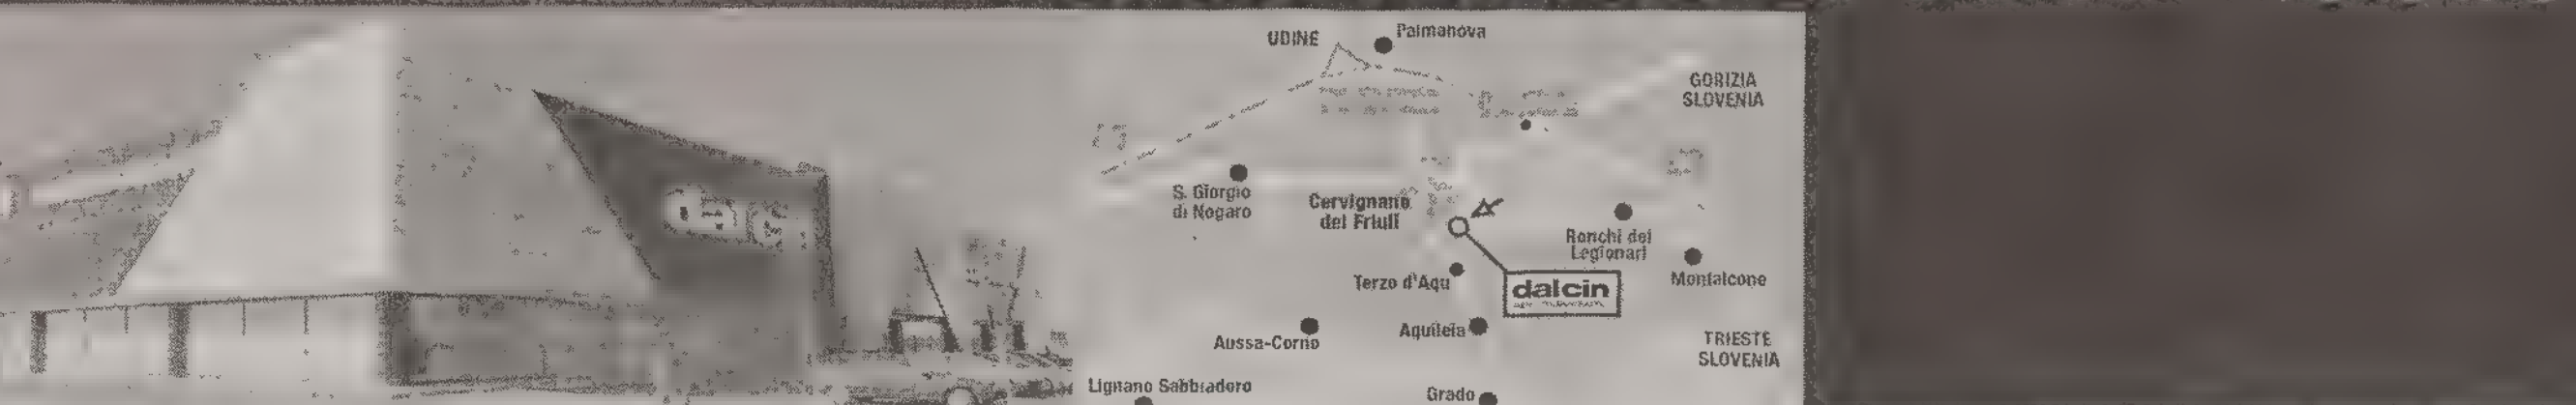 UDINE
Palmanova
GORIZIA
SLOVENIA
S. Giorgio
di Nogaro
Cervignano
del Friuli
Ronchi dei
Legionari
Monfalcone
Terzo d'Aqu
dalcin
Aussa-Corno
Aquileia
TRIESTE
SLOVENIA
Lignano Sabbiadoro
Grado